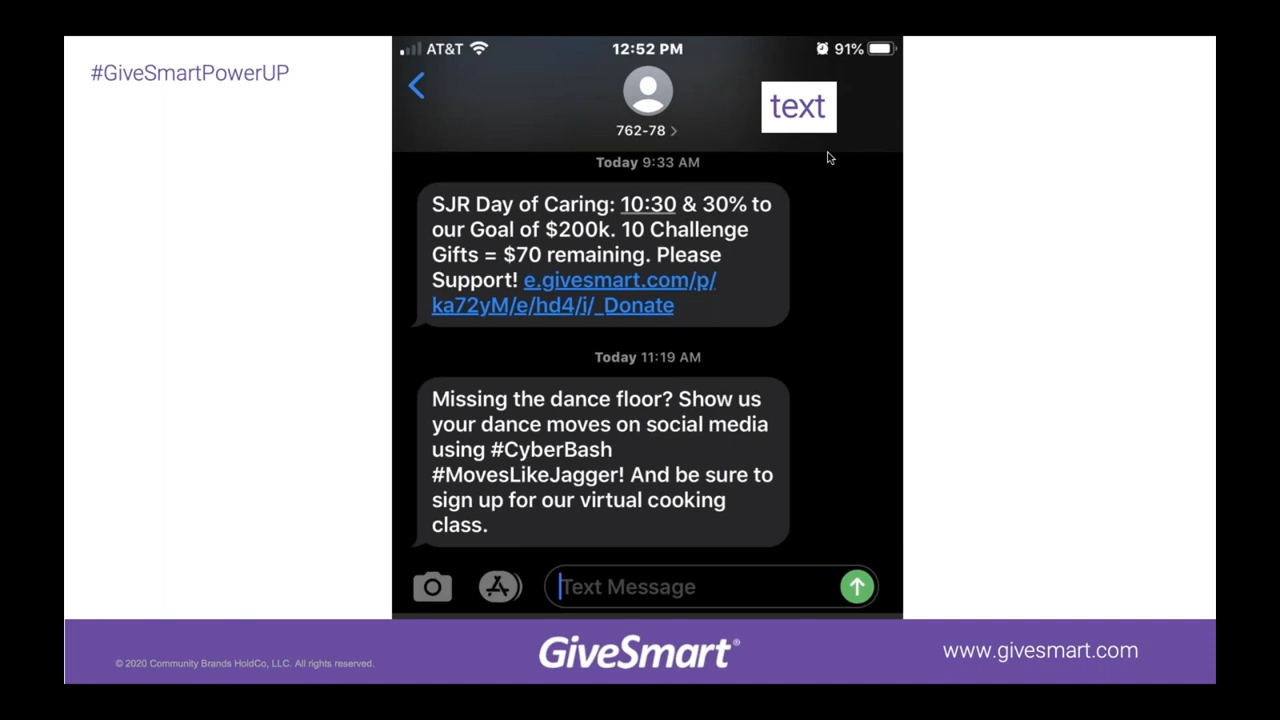 #GiveSmartPowerUP
AT&T
12:52 PM
91%
text
762-78
Today 9:33 AM
SJR Day of Caring: 10:30 & 30% to
our Goal of $200k. 10 Challenge
Gifts = $70 remaining. Please
Support! e.givesmart.com/p/
ka72yM/e/hd4/i/_Donate
Today 11:19 AM
Missing the dance floor? Show us
your dance moves on social media
using #CyberBash
#MovesLikeJagger! And be sure to
sign up for our virtual cooking
class.
Text Message
© 2020 Community Brands HoldCo, LLC. All rights reserved.
GiveSmart®
www.givesmart.com